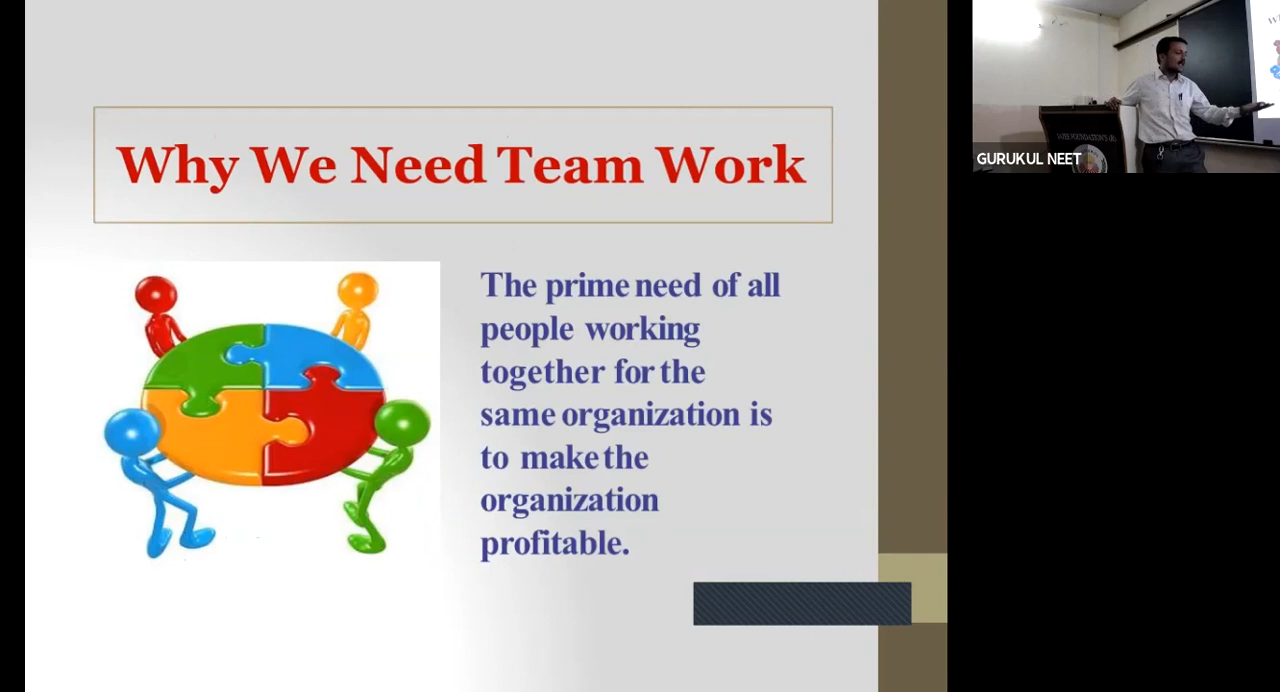 Why We Need Team Work
The prime need of all
people working
together for the
same organization is
to make the
organization
profitable.
GURUKUL NEET